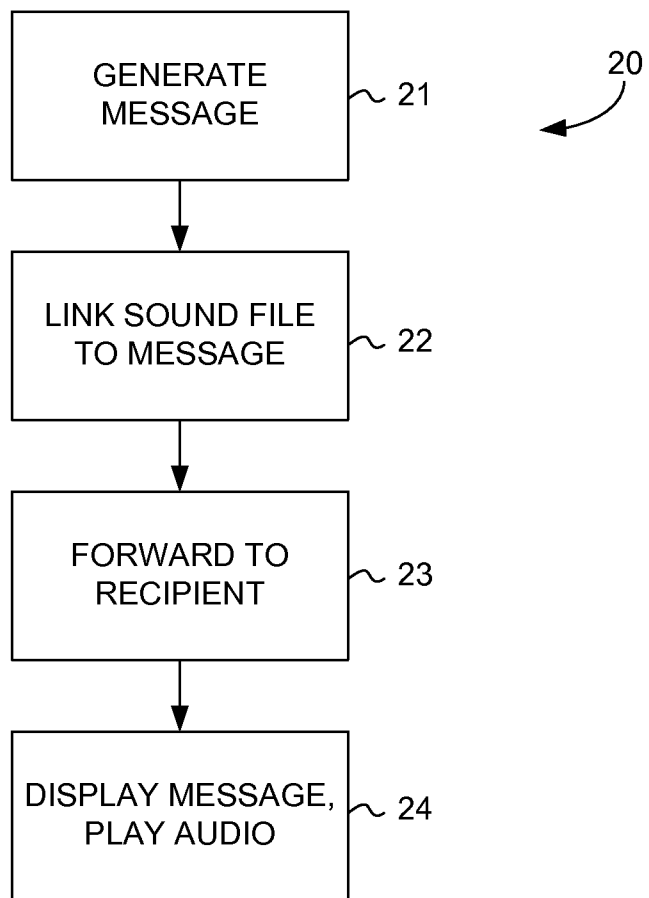 GENERATE
MESSAGE
21
20
LINK SOUND FILE
TO MESSAGE
22
FORWARD TO
RECIPIENT
23
DISPLAY MESSAGE,
PLAY AUDIO
24